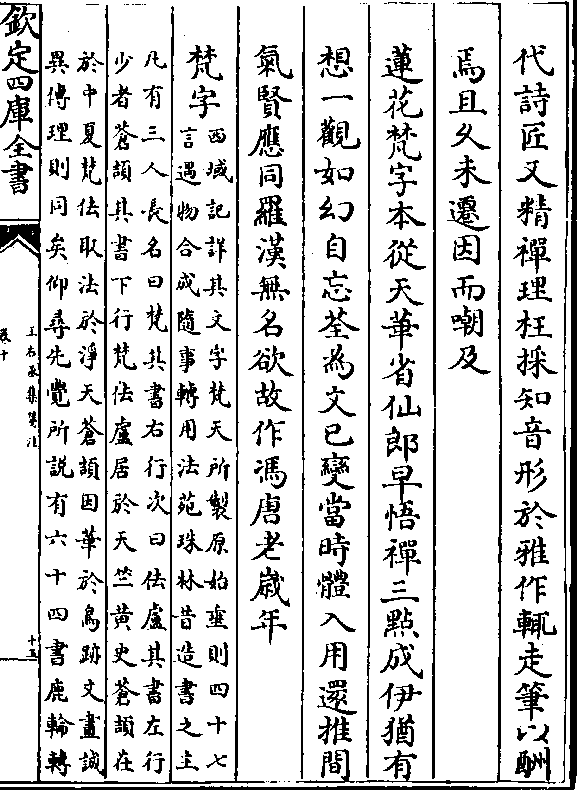 代詩匠又精禪理枉採知音形於雅作輒走筆以酬
焉且久未遷因而嘲及
蓮花梵字本從天華省仙郎早悟禪三點成伊猶有
想一觀如幻自忘荃為文已變當時體入用還推間
氣賢應同羅漢無名欲故作馮唐老歲年
梵字
西域記詳其文字梵天所製原始垂則四十七
言遇物合成隨事轉用法苑珠林昔造書之主
凡有三人長名曰梵其書右行次曰佉盧其書左行
少者蒼頡其書下行梵佉盧居於天竺黄史蒼頡在
於中夏梵佉取法於淨天蒼頡因華於鳥跡文畫誠
異傳理則同矣仰尋先覺所説有六十四書鹿輪轉
欽定四庫全書
王右丞集箋注
卷十
十五